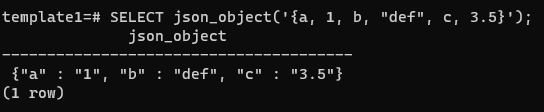 template1=# SELECT json_object('{a, 1, b, "def", c, 3.5}');
              json_object
---------------------------------------
 {"a" : "1", "b" : "def", "c" : "3.5"}
(1 row)